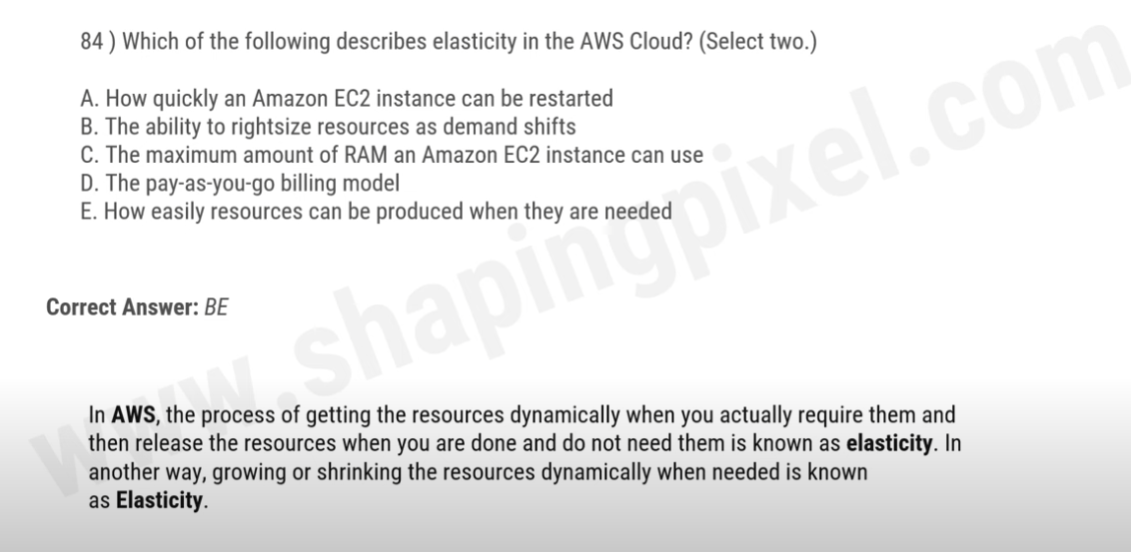 84 ) Which of the following describes elasticity in the AWS Cloud? (Select two.)
A. How quickly an Amazon EC2 instance can be restarted
B. The ability to rightsize resources as demand shifts
C. The maximum amount of RAM an Amazon EC2 instance can use
D. The pay-as-you-go billing model
E. How easily resources can be produced when they are needed
Correct Answer: BE
In AWS, the process of getting the resources dynamically when you actually require them and
then release the resources when you are done and do not need them is known as elasticity. In
another way, growing or shrinking the resources dynamically when needed is known
as Elasticity.
www.shapingpixel.com